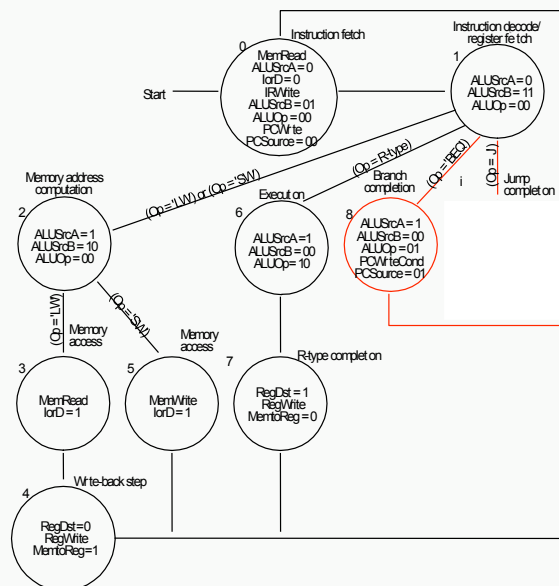 Instruction fetch
0
MemRead
ALUSrcA = 0
IorD = 0
IRWrite
ALUSrcB = 01
ALUOp = 00
PCWrite
PCSource = 00
Start
Instruction decode/
register fetch
1
ALUSrcA = 0
ALUSrcB = 11
ALUOp = 00
(Op = 'LW') or (Op = 'SW')
(Op = R-type)
(Op = 'BEQ')
(Op = J)
i
Memory address
computation
2
ALUSrcA = 1
ALUSrcB = 10
ALUOp = 00
Execution
6
ALUSrcA = 1
ALUSrcB = 00
ALUOp = 10
Branch
completion
8
ALUSrcA = 1
ALUSrcB = 00
ALUOp = 01
PCWriteCond
PCSource = 01
Jump
completion
(Op = 'LW')
(Op = 'SW')
Memory
access
3
MemRead
IorD = 1
Memory
access
5
MemWrite
IorD = 1
R-type completion
7
RegDst = 1
RegWrite
MemtoReg = 0
Write-back step
4
RegDst = 0
RegWrite
MemtoReg = 1